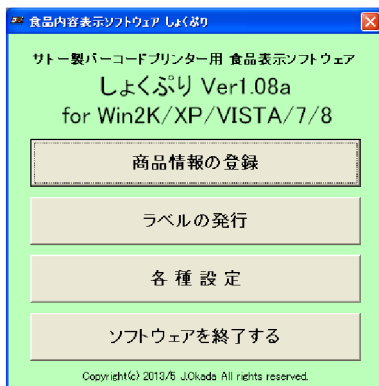 食品内容表示ソフトウェア しょくぷり
サトー製バーコードプリンター用 食品表示ソフトウェア
しょくぷり Ver1.08a
for Win2K/XP/VISTA/7/8
商品情報の登録
ラベルの発行
各 種 設 定
ソフトウェアを終了する
Copyright(c) 2013/5 J.Okada All rights reserved.